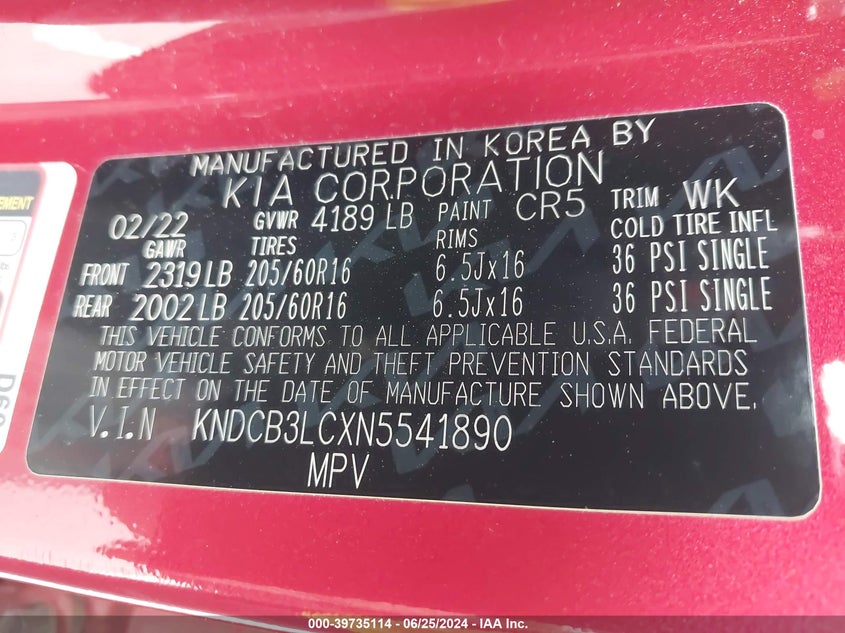 MANUFACTURED IN KOREA BY
KIA CORPORATION
02/22 GVWR 4189 LB PAINT CR5 TRIM WK
GAWR TIRES RIMS COLD TIRE INFL
FRONT 2319 LB 205/60R16 6.5Jx16 36 PSI SINGLE
REAR 2002 LB 205/60R16 6.5Jx16 36 PSI SINGLE
THIS VEHICLE CONFORMS TO ALL APPLICABLE U.S.A. FEDERAL
MOTOR VEHICLE SAFETY AND THEFT PREVENTION STANDARDS
IN EFFECT ON THE DATE OF MANUFACTURE SHOWN ABOVE.
V.I.N KNDCB3LCXN5541890
MPV
000-39735114 - 06/25/2024 - IAA Inc.